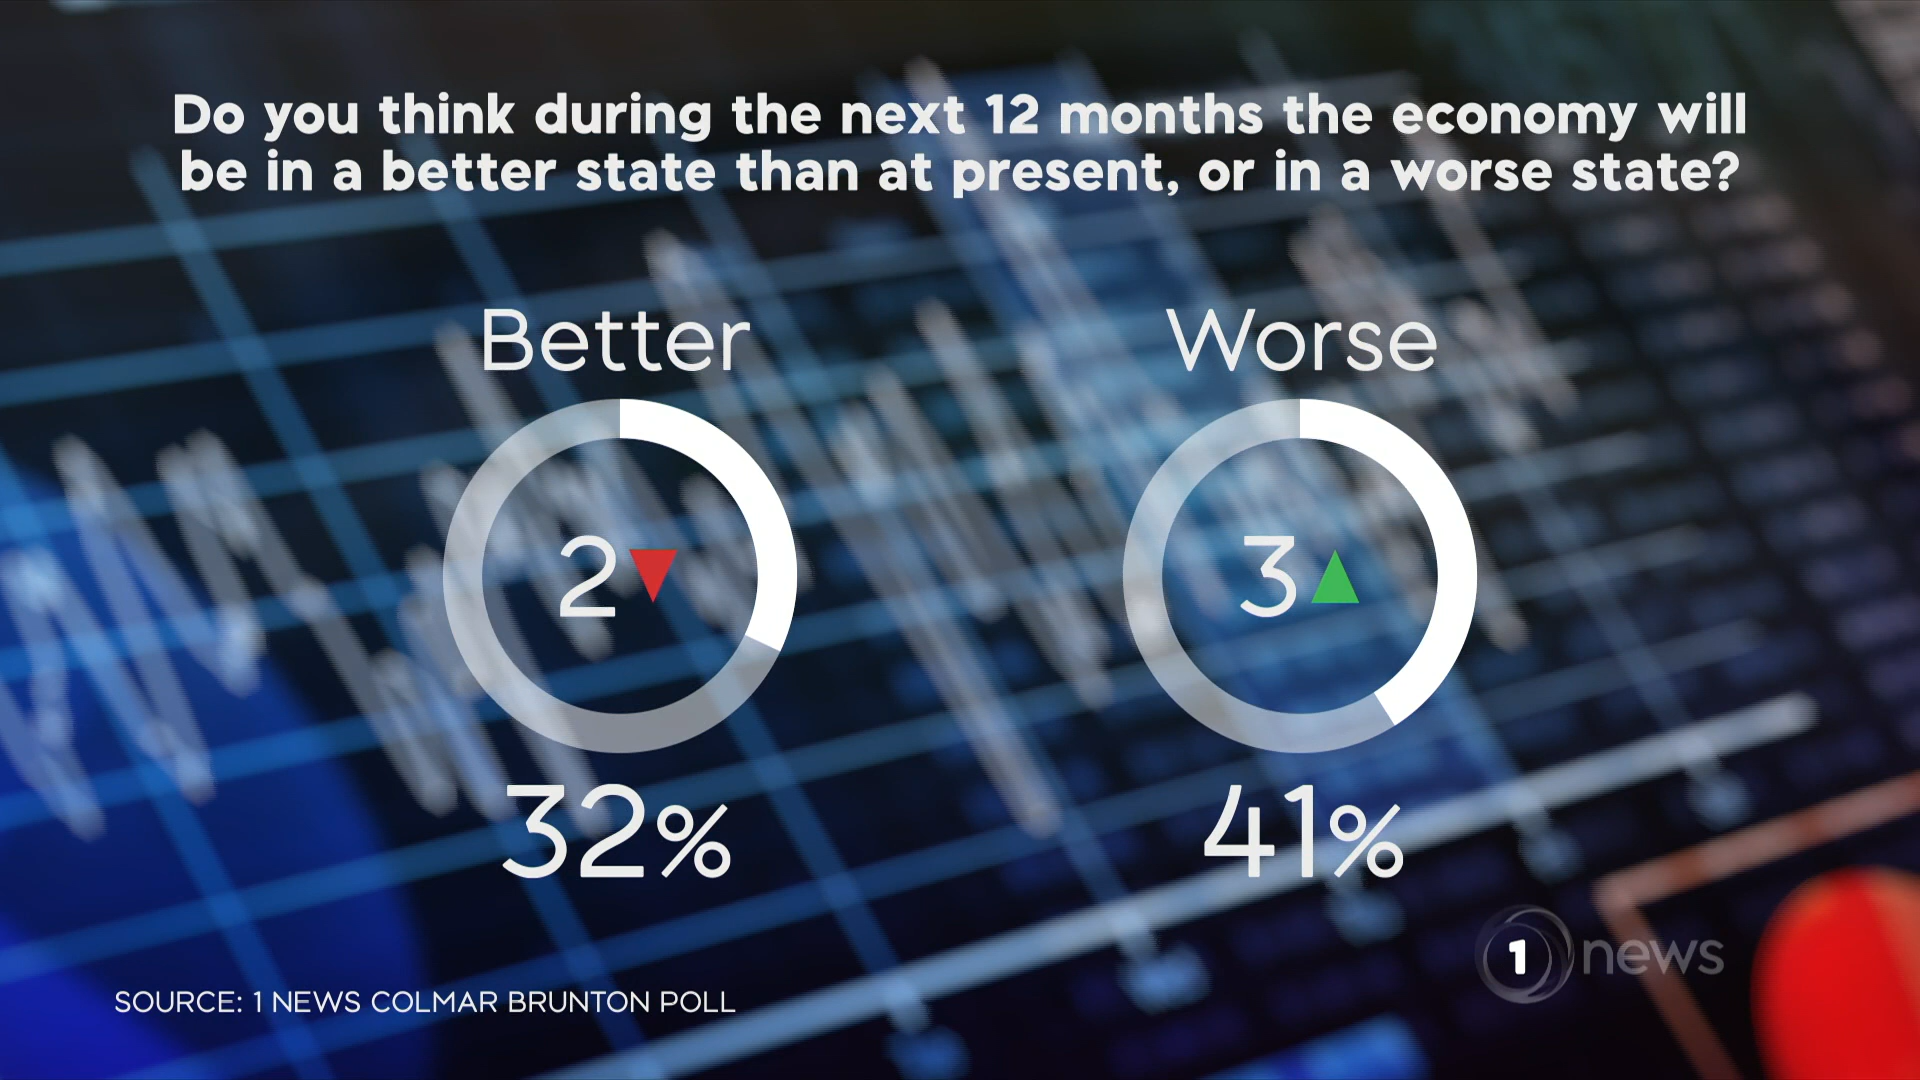 Do you think during the next 12 months the economy will
be in a better state than at present, or in a worse state?
Better
Worse
2▼
3▲
32%
41%
1 news
SOURCE: 1 NEWS COLMAR BRUNTON POLL